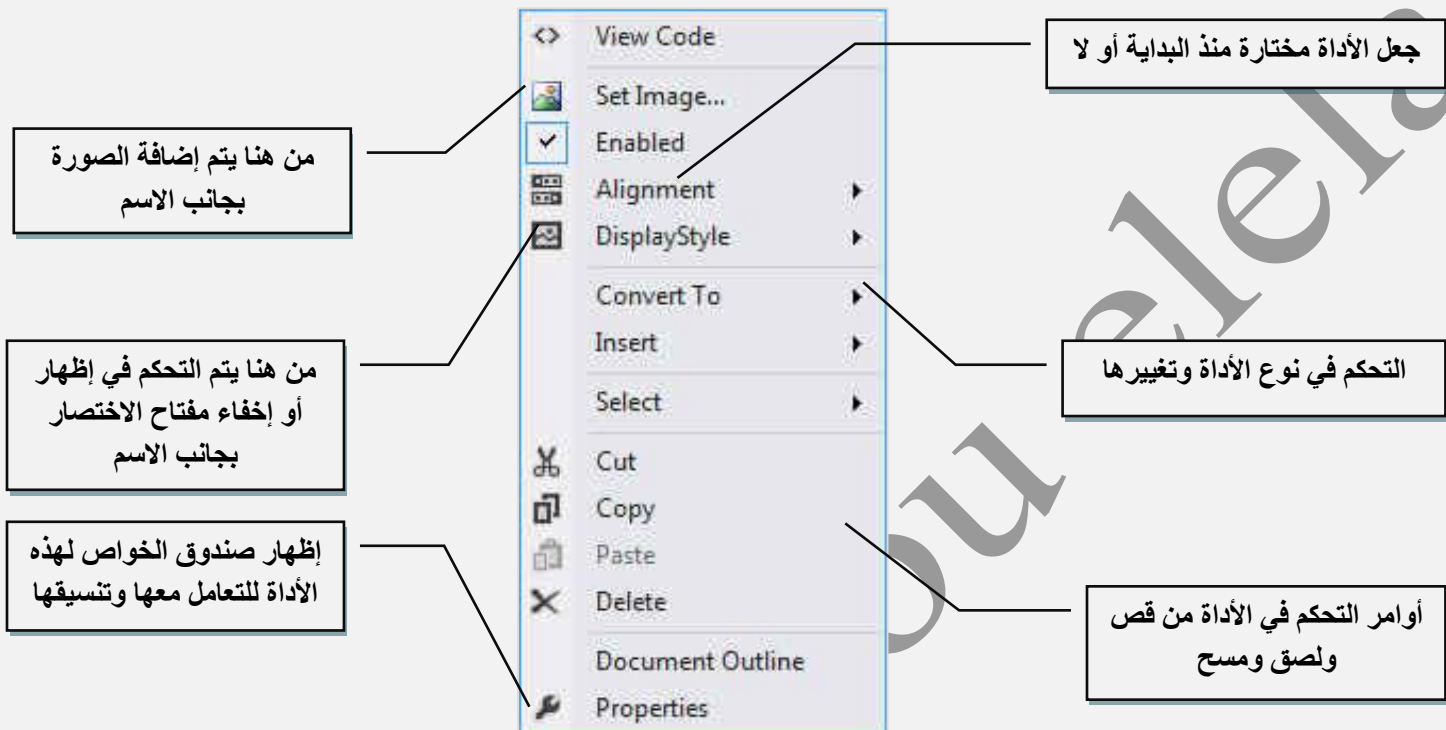 View Code
Set Image...
Enabled
Alignment
DisplayStyle
Convert To
Insert
Select
Cut
Copy
Paste
Delete
Document Outline
Properties
جعل الأداة مختارة منذ البداية أو لا
من هنا يتم إضافة الصورة
بجانب الاسم
التحكم في نوع الأداة وتغييرها
من هنا يتم التحكم في إظهار
أو إخفاء مفتاح الاختصار
بجانب الاسم
إظهار صندوق الخواص لهذه
الأداة للتعامل معها وتنسيقها
أوامر التحكم في الأداة من قص
ولصق ومسح